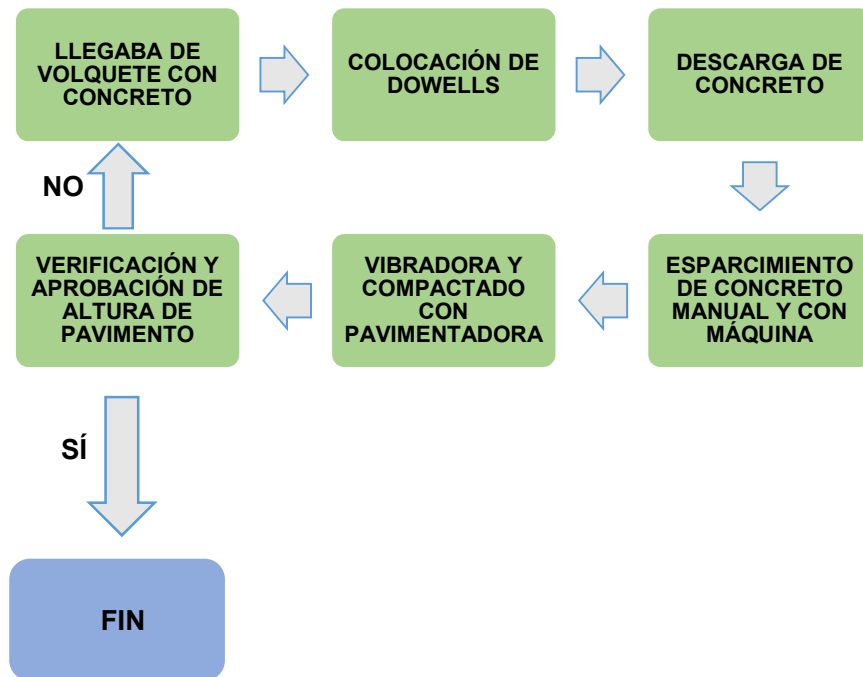 LLEGABA DE
VOLQUETE CON
CONCRETO
COLOCACIÓN DE
DOWELLS
DESCARGA DE
CONCRETO
NO
VERIFICACIÓN Y
APROBACIÓN DE
ALTURA DE
PAVIMENTO
VIBRADORA Y
COMPACTADO
CON
PAVIMENTADORA
ESPARCIMIENTO
DE CONCRETO
MANUAL Y CON
MÁQUINA
SÍ
FIN